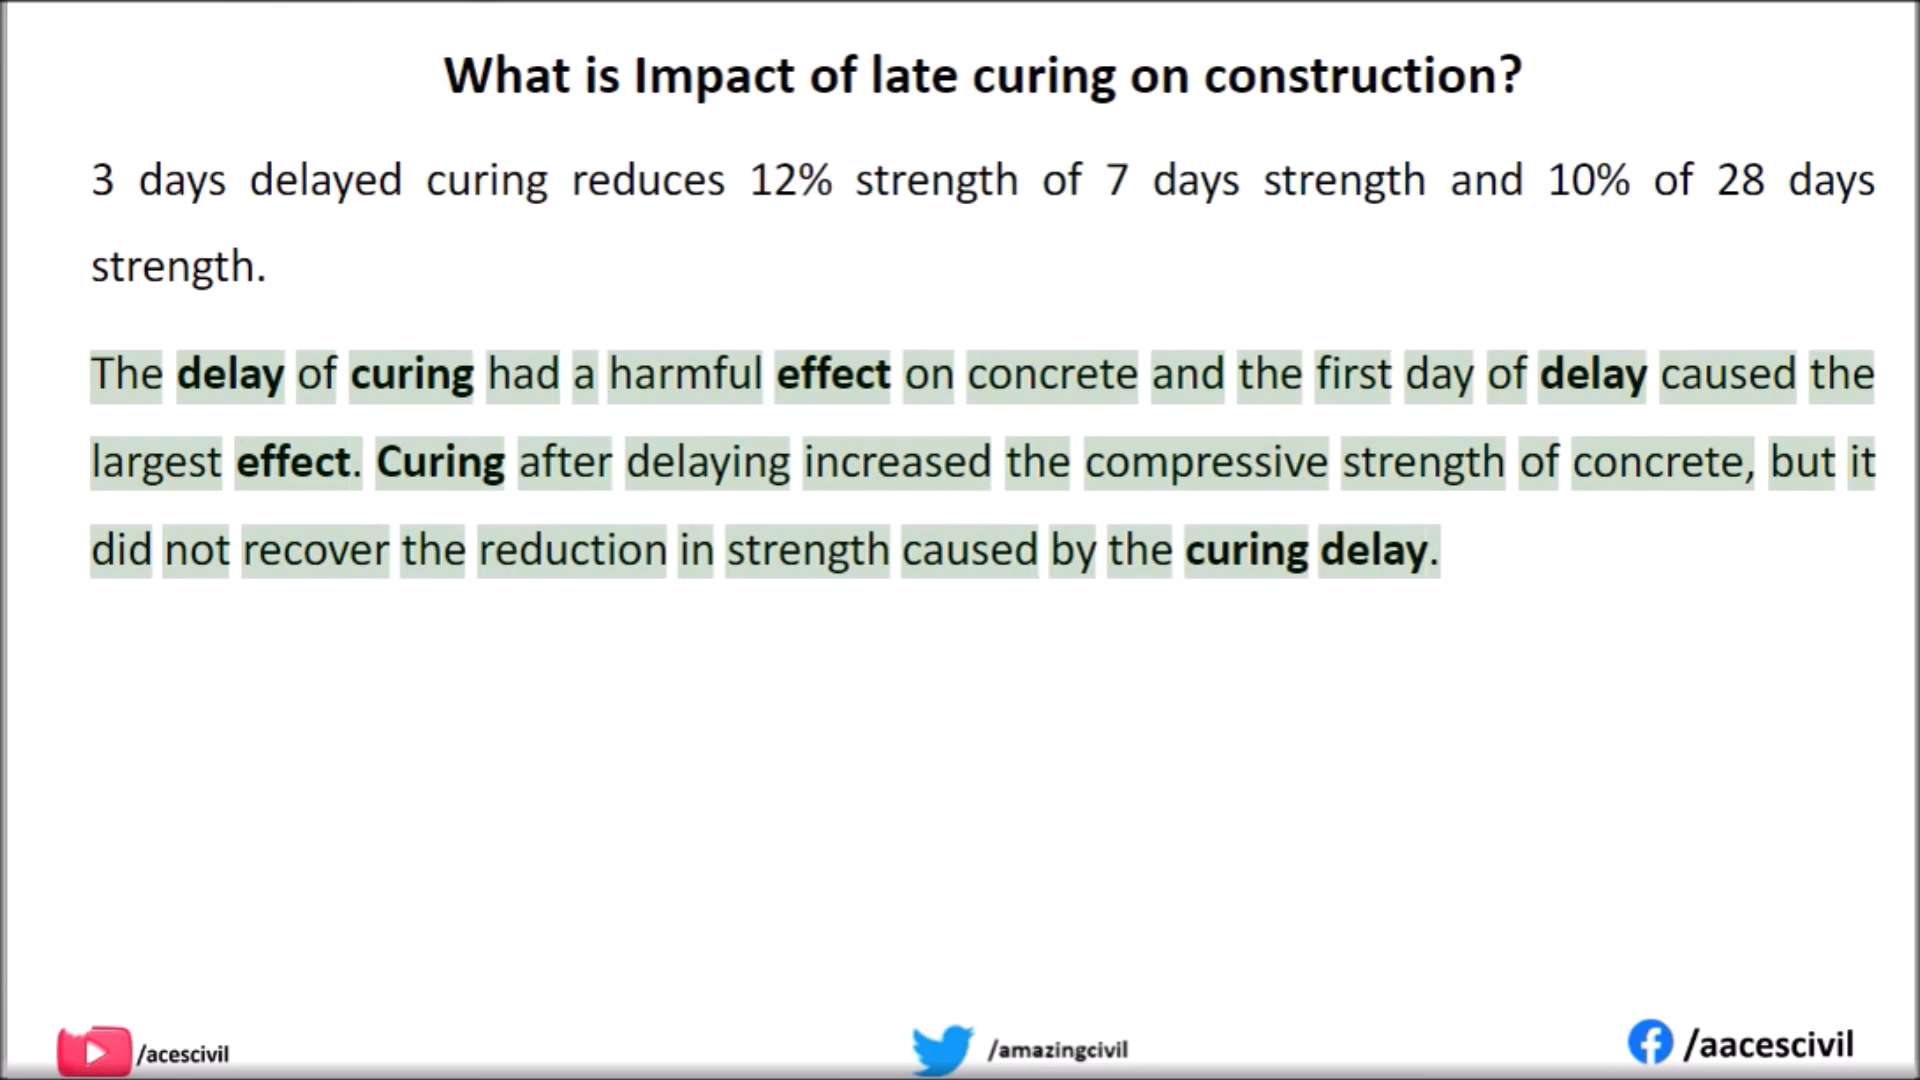 What is Impact of late curing on construction?
3 days delayed curing reduces 12% strength of 7 days strength and 10% of 28 days
strength.
The delay of curing had a harmful effect on concrete and the first day of delay caused the
largest effect. Curing after delaying increased the compressive strength of concrete, but it
did not recover the reduction in strength caused by the curing delay.
/acescivil
/amazingcivil
/aacescivil